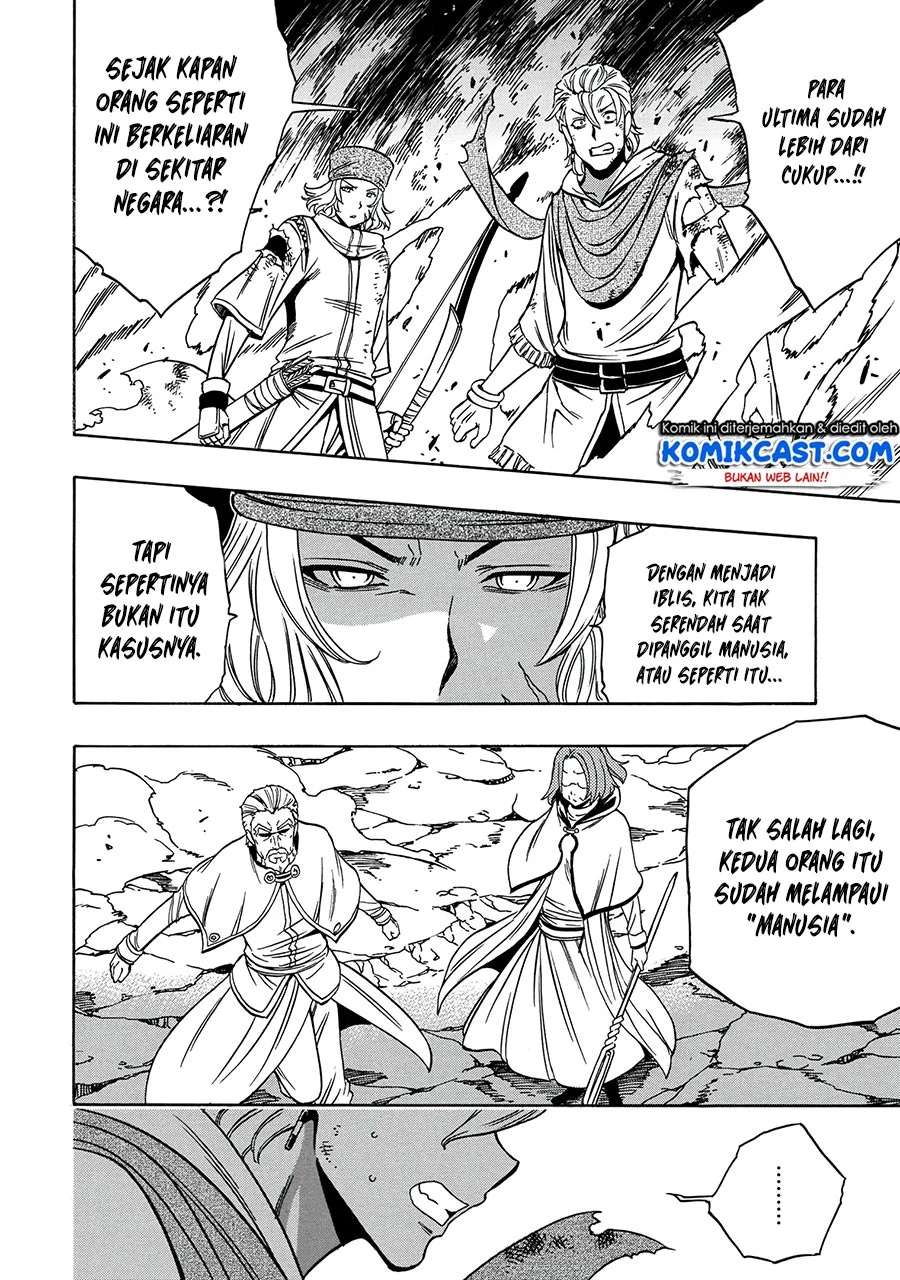 PARA
ULTIMA SUDAH
LEBIH DARI
CUKUP...!!
SEJAK KAPAN
ORANG SEPERTI
INI BERKELIARAN
DI SEKITAR
NEGARA...?!
Komik ini diterjemahkan & diedit oleh
KOMIKCAST.COM
BUKAN WEB LAIN!!
DENGAN MENJADI
IBLIS, KITA TAK
SERENDAH SAAT
DIPANGGIL MANUSIA,
ATAU SEPERTI ITU...
TAPI
SEPERTINYA
BUKAN ITU
KASUSNYA.
TAK SALAH LAGI,
KEDUA ORANG ITU
SUDAH MELAMPAUI
"MANUSIA".
.......